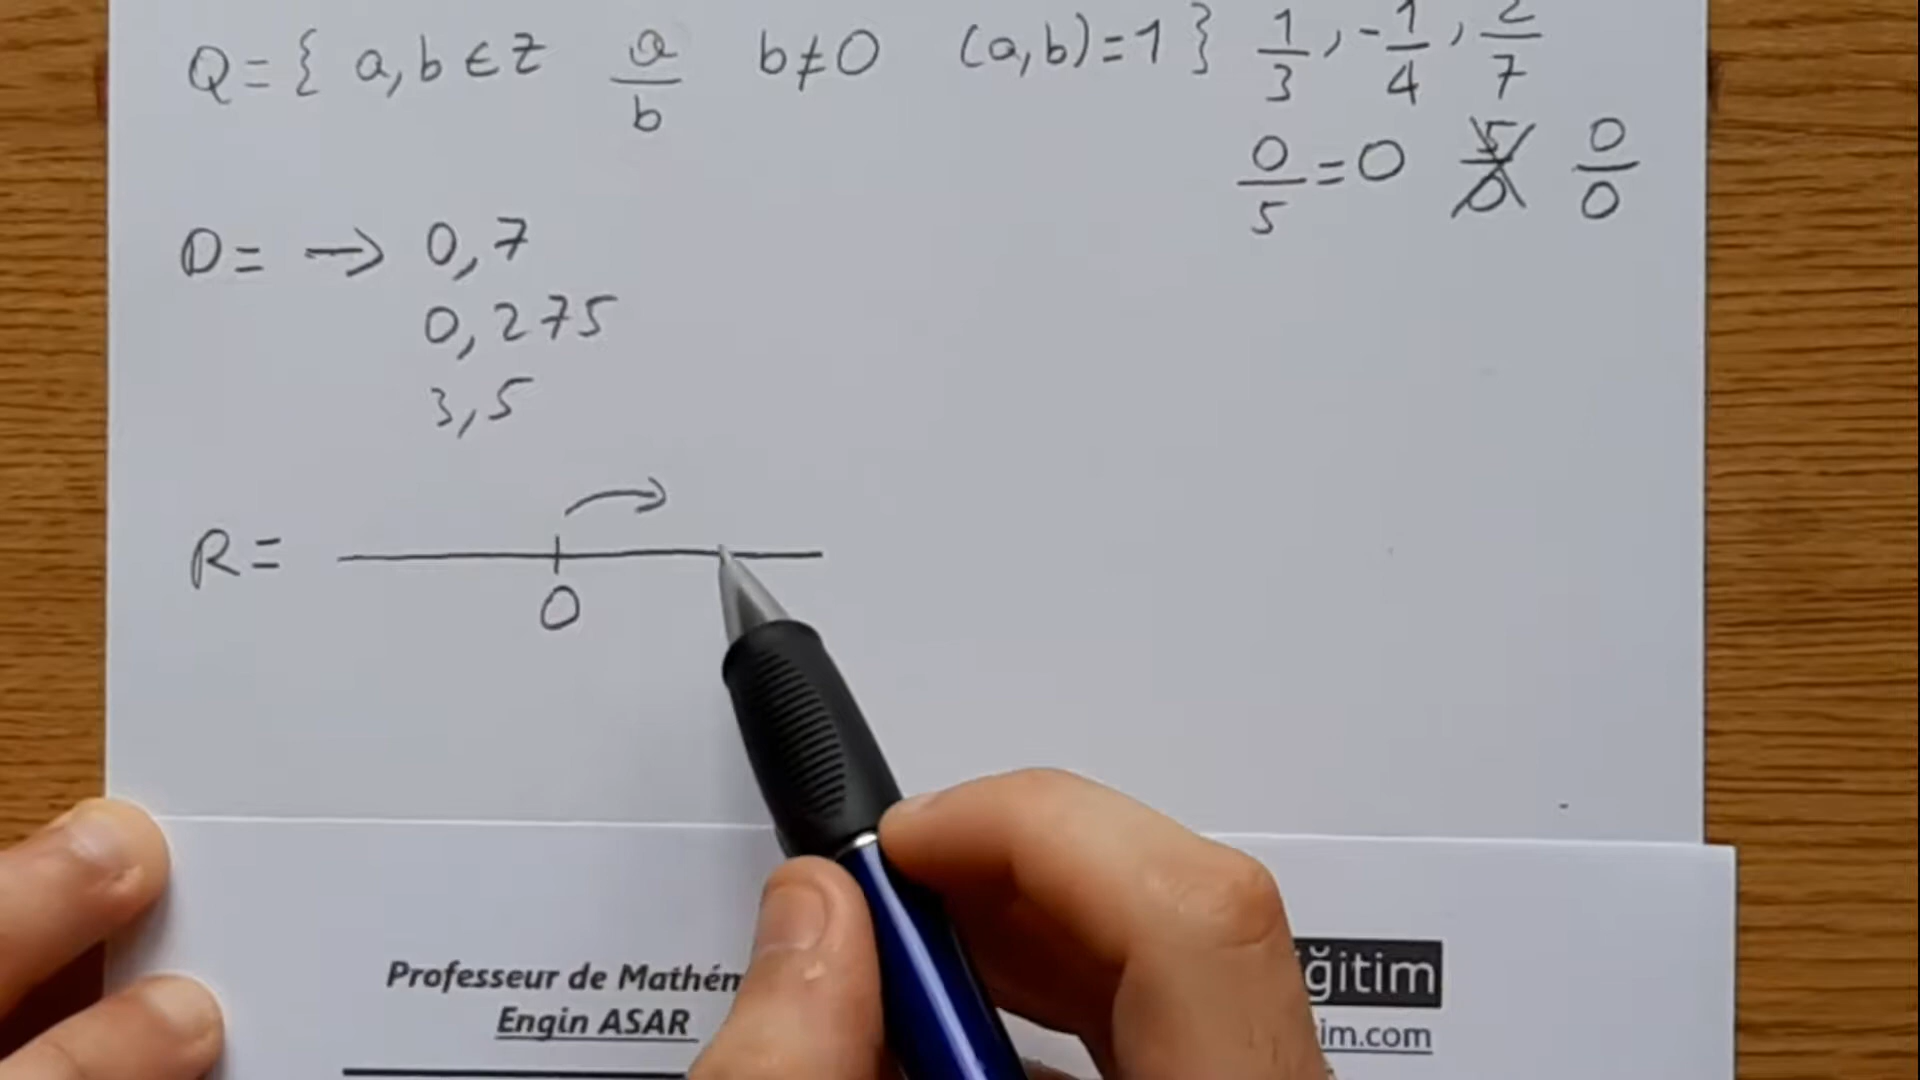 Q={ a,b ∈ Z a/b b≠0 (a,b)=1 } 1/3 , -1/4 , 2/7
0/5 =0 5/0 0/0
D= → 0,7
0,275
3,5
R=
0
Professeur de Mathém
Engin ASAR
ğitim
im.com